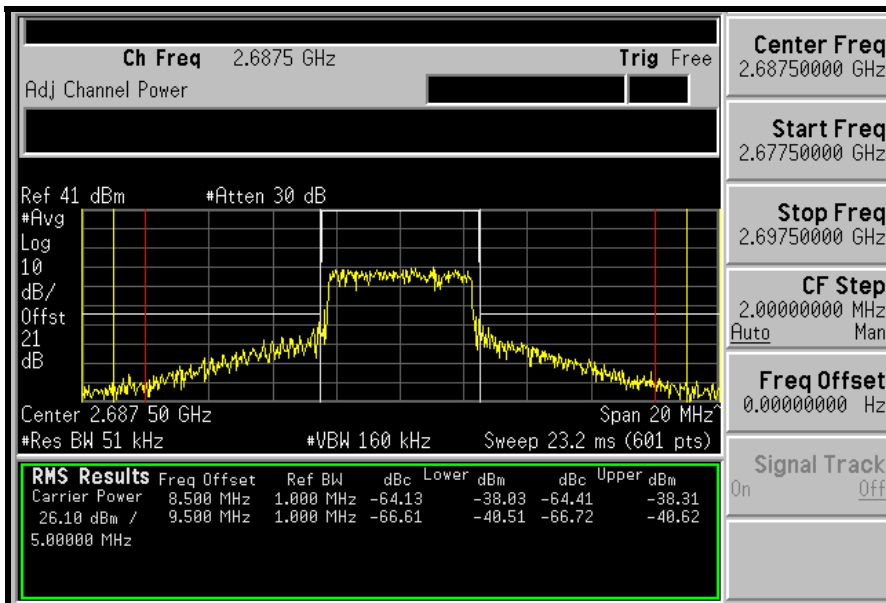 Ch Freq 2.6875 GHz Trig Free
Adj Channel Power
Ref 41 dBm #Atten 30 dB
#Avg
Log
10
dB/
Offst
21
dB
Center 2.687 50 GHz Span 20 MHz^
#Res BW 51 kHz #VBW 160 kHz Sweep 23.2 ms (601 pts)
RMS Results Freq Offset Ref BW dBc Lower dBm dBc Upper dBm
Carrier Power 8.500 MHz 1.000 MHz -64.13 -38.03 -64.41 -38.31
26.10 dBm / 9.500 MHz 1.000 MHz -66.61 -40.51 -66.72 -40.62
5.00000 MHz
Center Freq
2.68750000 GHz
Start Freq
2.67750000 GHz
Stop Freq
2.69750000 GHz
CF Step
2.00000000 MHz
Auto Man
Freq Offset
0.00000000 Hz
Signal Track
On Off